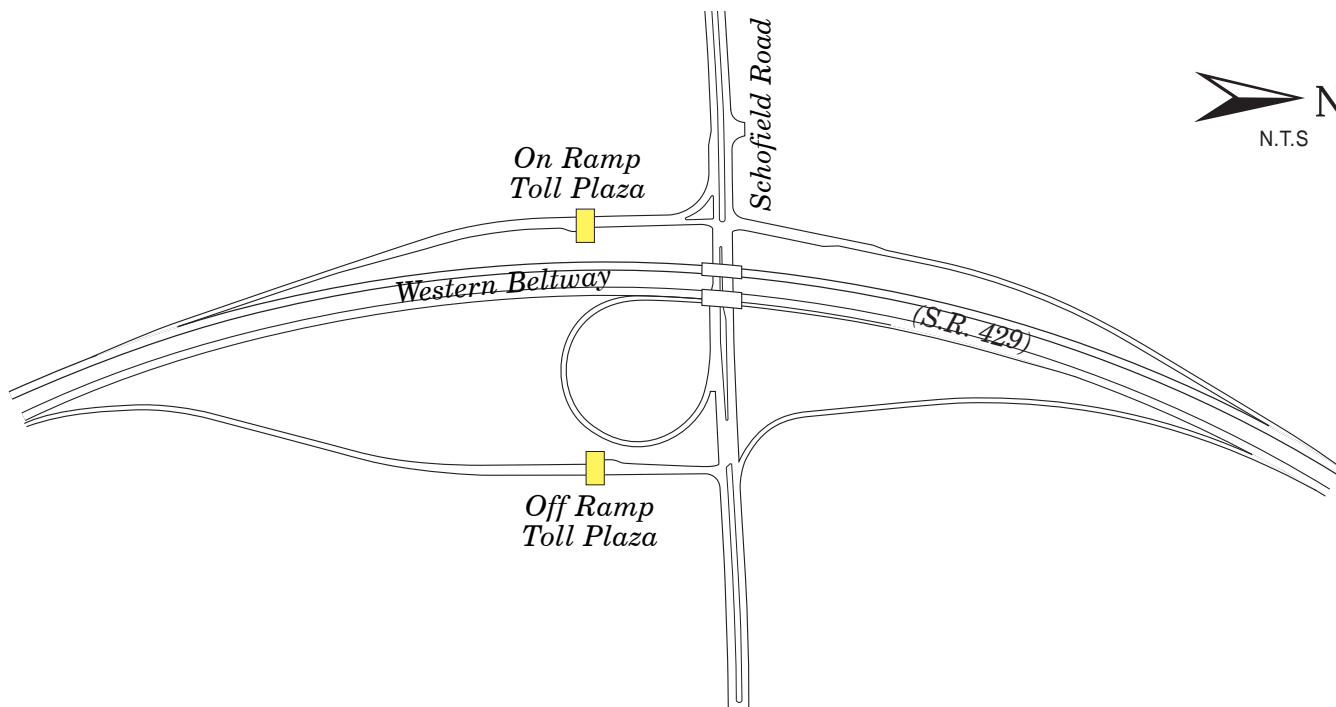 Schofield Road
N
N.T.S
On Ramp
Toll Plaza
Western Beltway
(S.R. 429)
Off Ramp
Toll Plaza